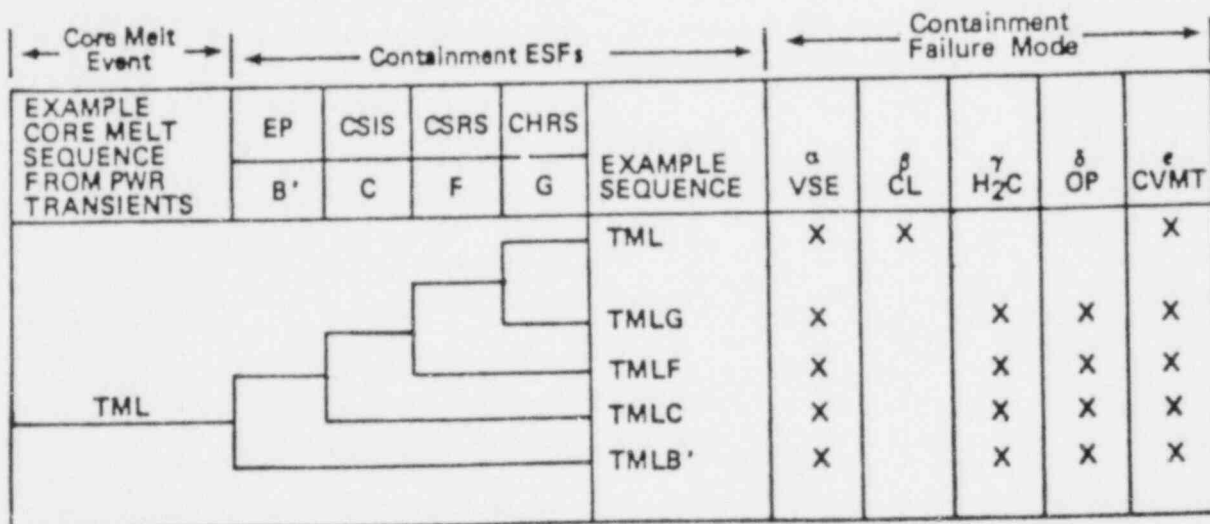 Core Melt Event
Containment ESFs
Containment Failure Mode
EXAMPLE
CORE MELT
SEQUENCE
FROM PWR
TRANSIENTS
EP CSIS CSRS CHRS
B' C F G
EXAMPLE
SEQUENCE
α β γ δ ε
VSE CL H₂C OP CVMT
TML X X X
TMLG X X X X
TMLF X X X X
TML
TMLC X X X X
TMLB' X X X X